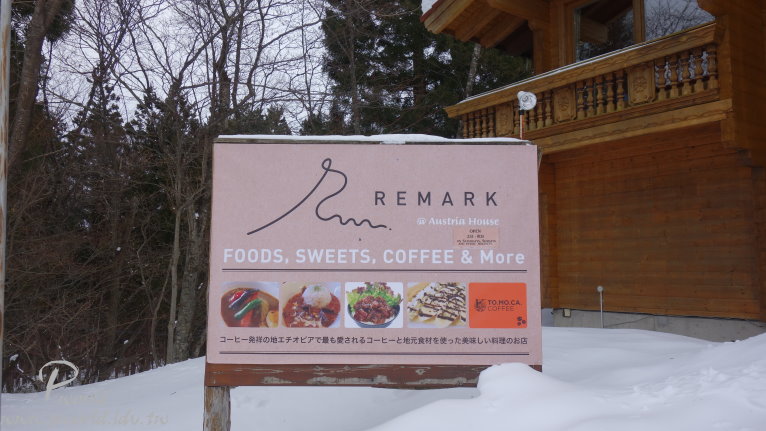 REMARK
@ Austria House
OPEN
FOODS, SWEETS, COFFEE & More
TO.MO.CA.
COFFEE
コーヒー発祥の地エチオピアで最も愛されるコーヒーと地元食材を使った美味しい料理のお店